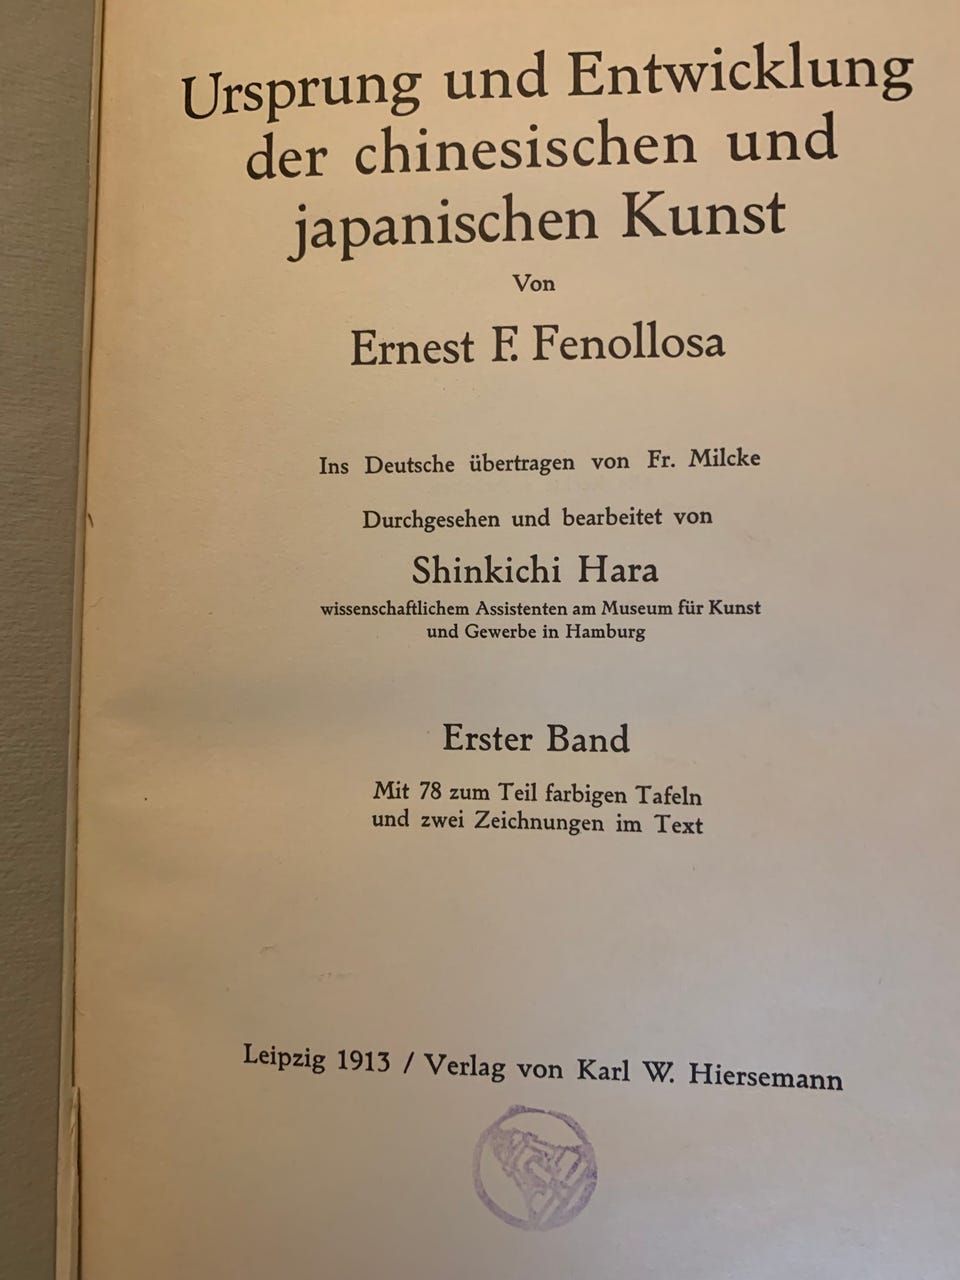 Ursprung und Entwicklung
der chinesischen und
japanischen Kunst
Von
Ernest F. Fenollosa
Ins Deutsche übertragen von Fr. Milcke
Durchgesehen und bearbeitet von
Shinkichi Hara
wissenschaftlichem Assistenten am Museum für Kunst
und Gewerbe in Hamburg
Erster Band
Mit 78 zum Teil farbigen Tafeln
und zwei Zeichnungen im Text
Leipzig 1913 / Verlag von Karl W. Hiersemann